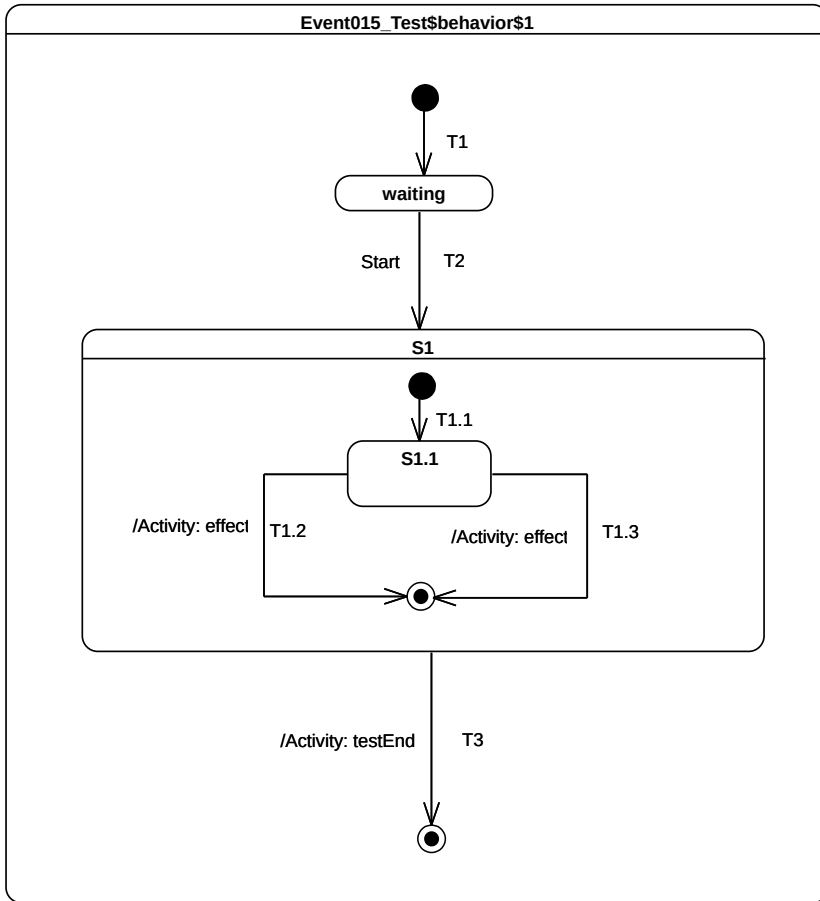 Event015_Test$behavior$1
T1
waiting
Start T2
S1
T1.1
S1.1
/Activity: effect T1.2 /Activity: effect T1.3
/Activity: testEnd T3